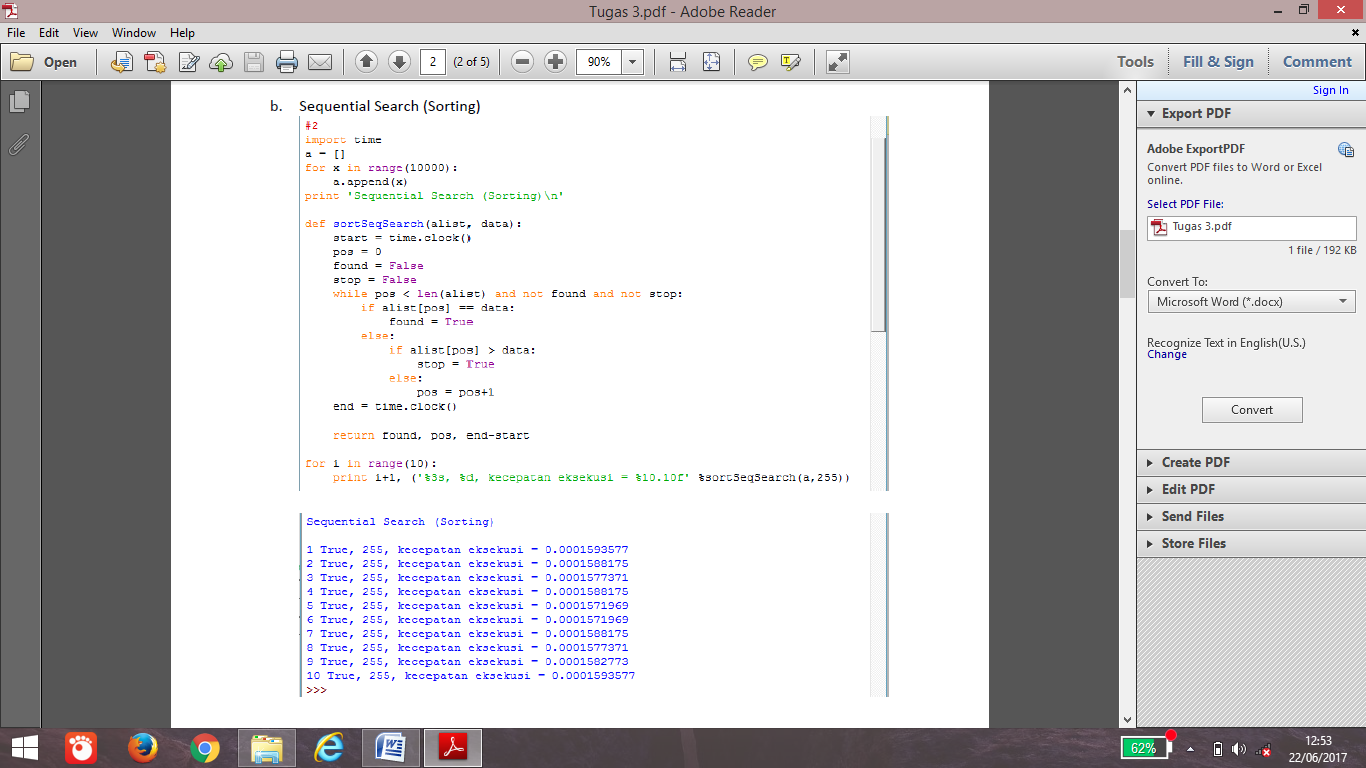 Tugas 3.pdf - Adobe Reader
File Edit View Window Help
Open 2 (2 of 5) 90% Tools Fill & Sign Comment
Sign In
Export PDF
Adobe ExportPDF
Convert PDF files to Word or Excel
online.
Select PDF File:
Tugas 3.pdf
1 file / 192 KB
Convert To:
Microsoft Word (*.docx)
Recognize Text in English(U.S.)
Change
Convert
Create PDF
Edit PDF
Send Files
Store Files
b. Sequential Search (Sorting)
#2
import time
a = []
for x in range(10000):
    a.append(x)
print 'Sequential Search (Sorting)\n'
def sortSeqSearch(alist, data):
    start = time.clock()
    pos = 0
    found = False
    stop = False
    while pos < len(alist) and not found and not stop:
        if alist[pos] == data:
            found = True
        else:
            if alist[pos] > data:
                stop = True
            else:
                pos = pos+1
    end = time.clock()
    return found, pos, end-start
for i in range(10):
    print i+1, ('%3s, %d, kecepatan eksekusi = %10.10f' %sortSeqSearch(a,255))
Sequential Search (Sorting)
1 True, 255, kecepatan eksekusi = 0.0001593577
2 True, 255, kecepatan eksekusi = 0.0001588175
3 True, 255, kecepatan eksekusi = 0.0001577371
4 True, 255, kecepatan eksekusi = 0.0001588175
5 True, 255, kecepatan eksekusi = 0.0001571969
6 True, 255, kecepatan eksekusi = 0.0001571969
7 True, 255, kecepatan eksekusi = 0.0001588175
8 True, 255, kecepatan eksekusi = 0.0001577371
9 True, 255, kecepatan eksekusi = 0.0001582773
10 True, 255, kecepatan eksekusi = 0.0001593577
>>>
62%
12:53
22/06/2017